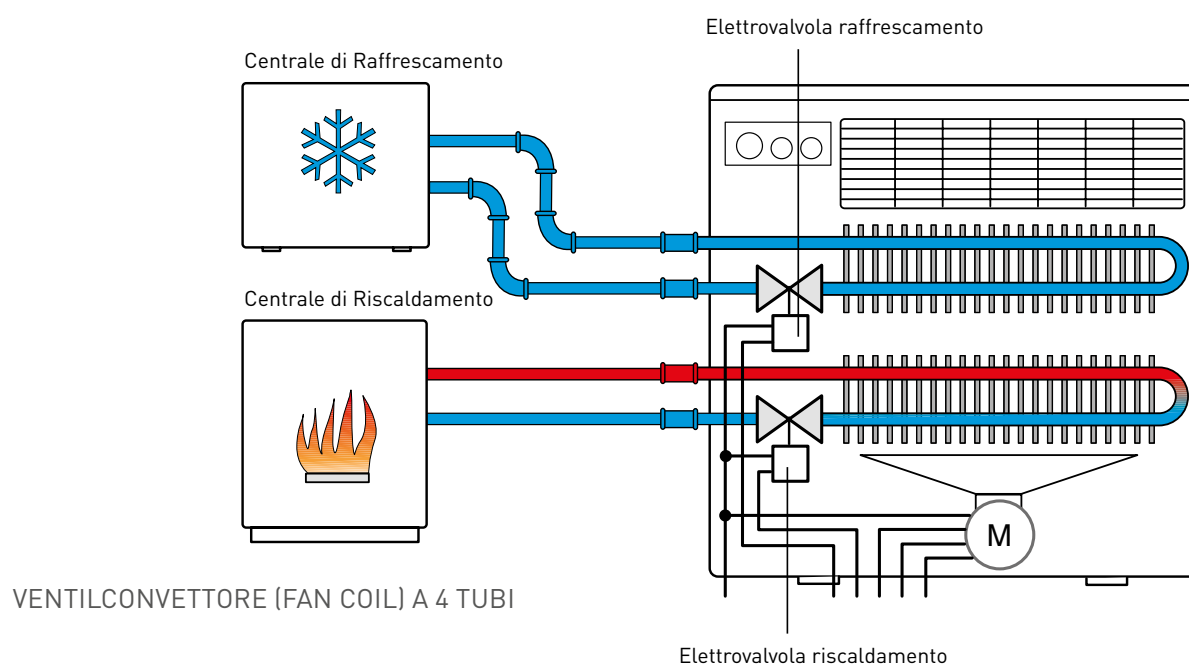 Elettrovalvola raffrescamento
Centrale di Raffrescamento
Centrale di Riscaldamento
M
VENTILCONVETTORE (FAN COIL) A 4 TUBI
Elettrovalvola riscaldamento